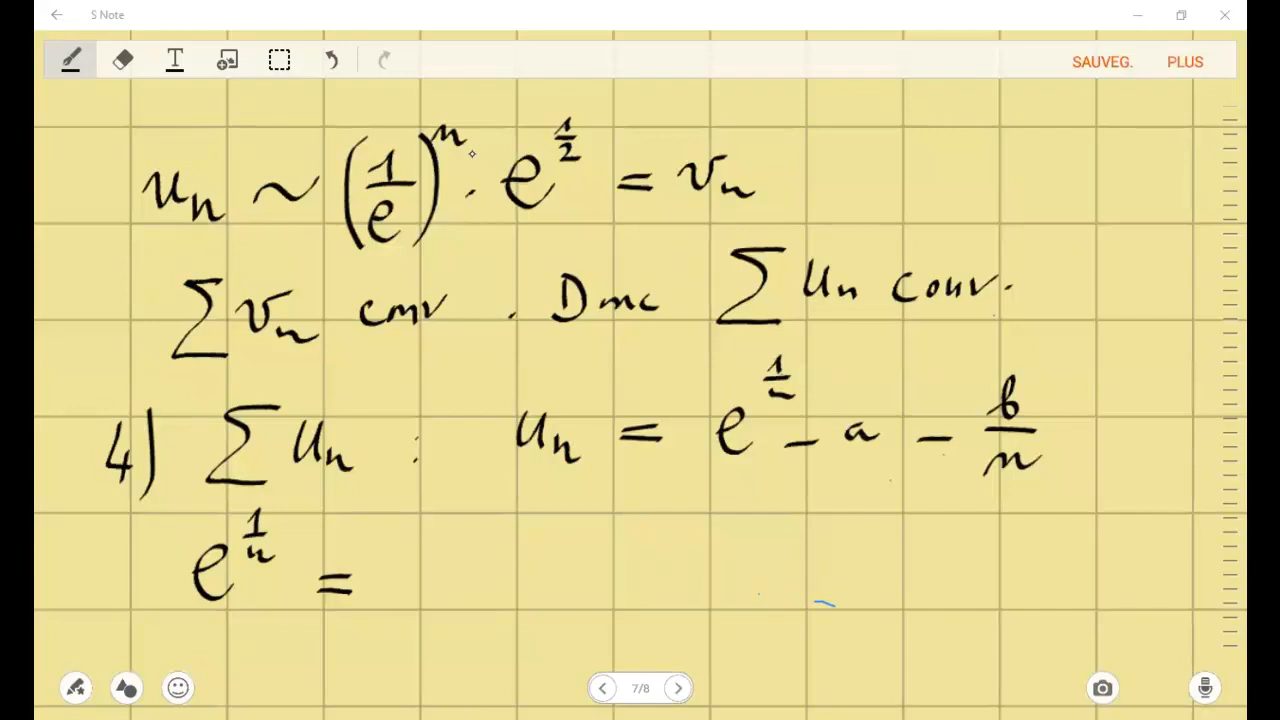 S Note
SAUVEG. PLUS
u_n ~ (1/e)^n . e^{1/2} = v_n
∑ v_n conv . Donc ∑ u_n conv.
4) ∑ u_n : u_n = e^{1/n} - a - b/n
e^{1/n} =
7/8